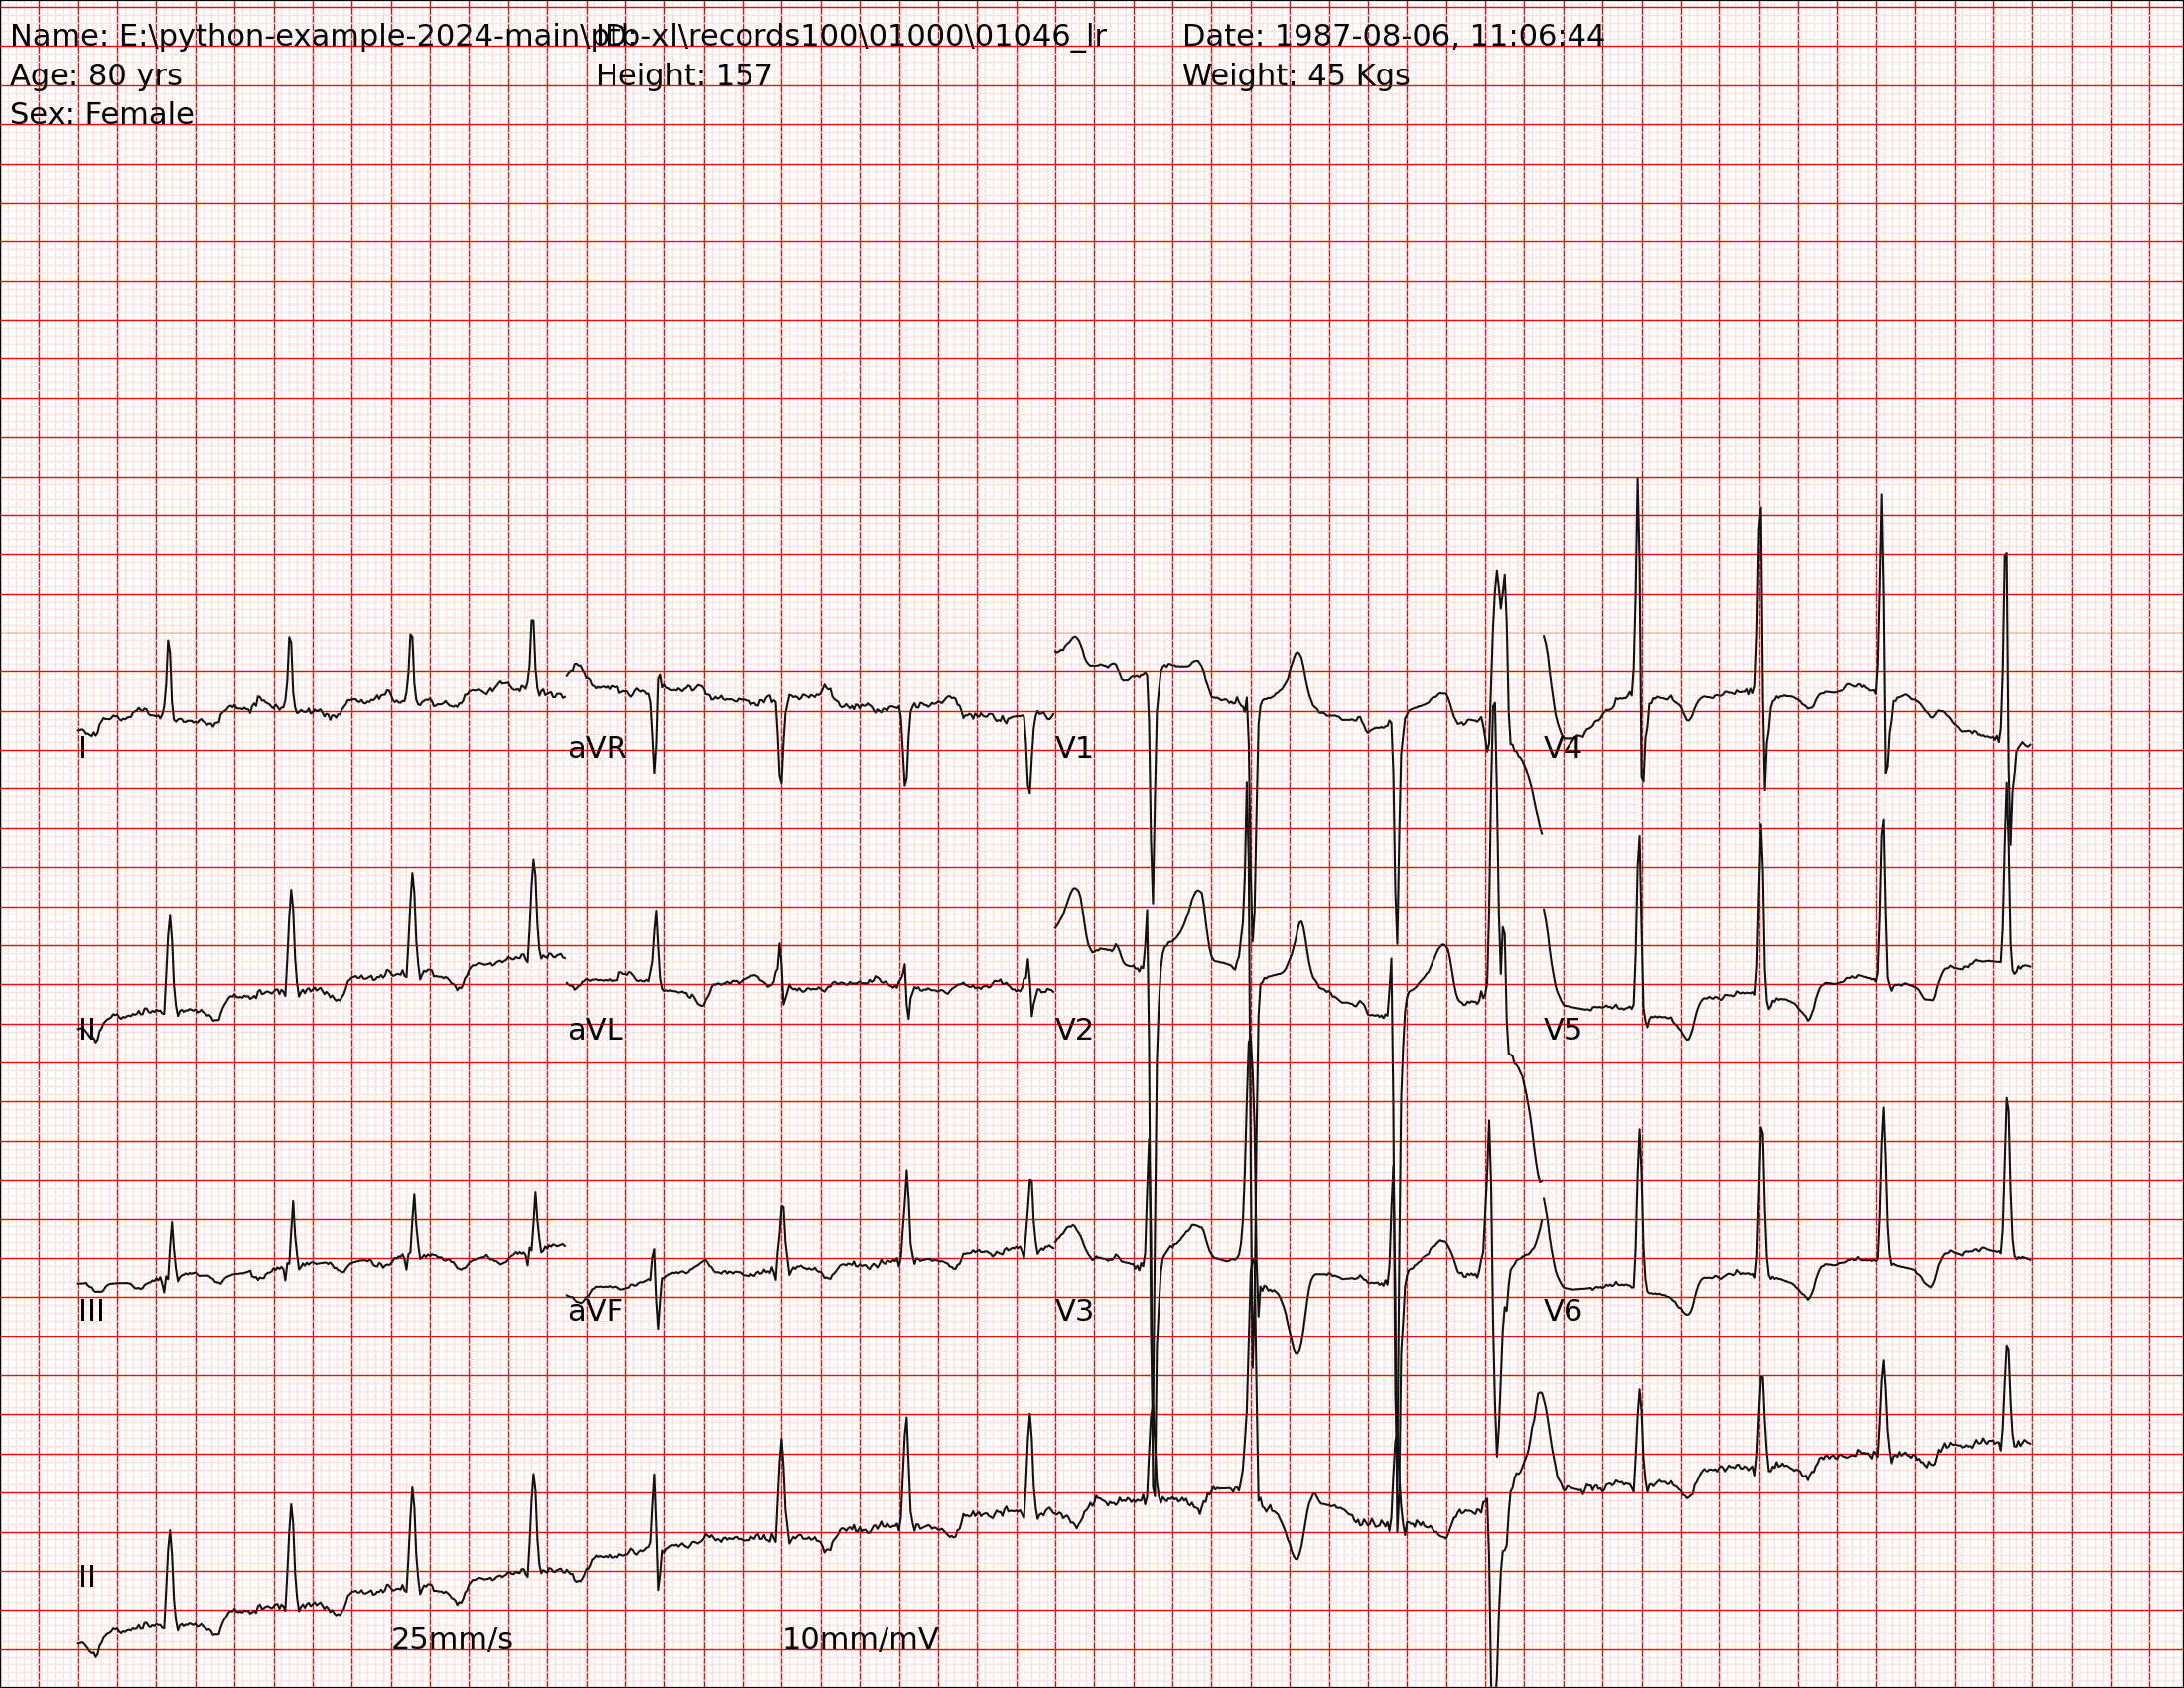 Name: E:\python-example-2024-main\ptb-xl\records100\01000\01046_lr ID: Date: 1987-08-06, 11:06:44
Age: 80 yrs Height: 157 Weight: 45 Kgs
Sex: Female
I aVR V1 V4
II aVL V2 V5
III aVF V3 V6
II
25mm/s 10mm/mV